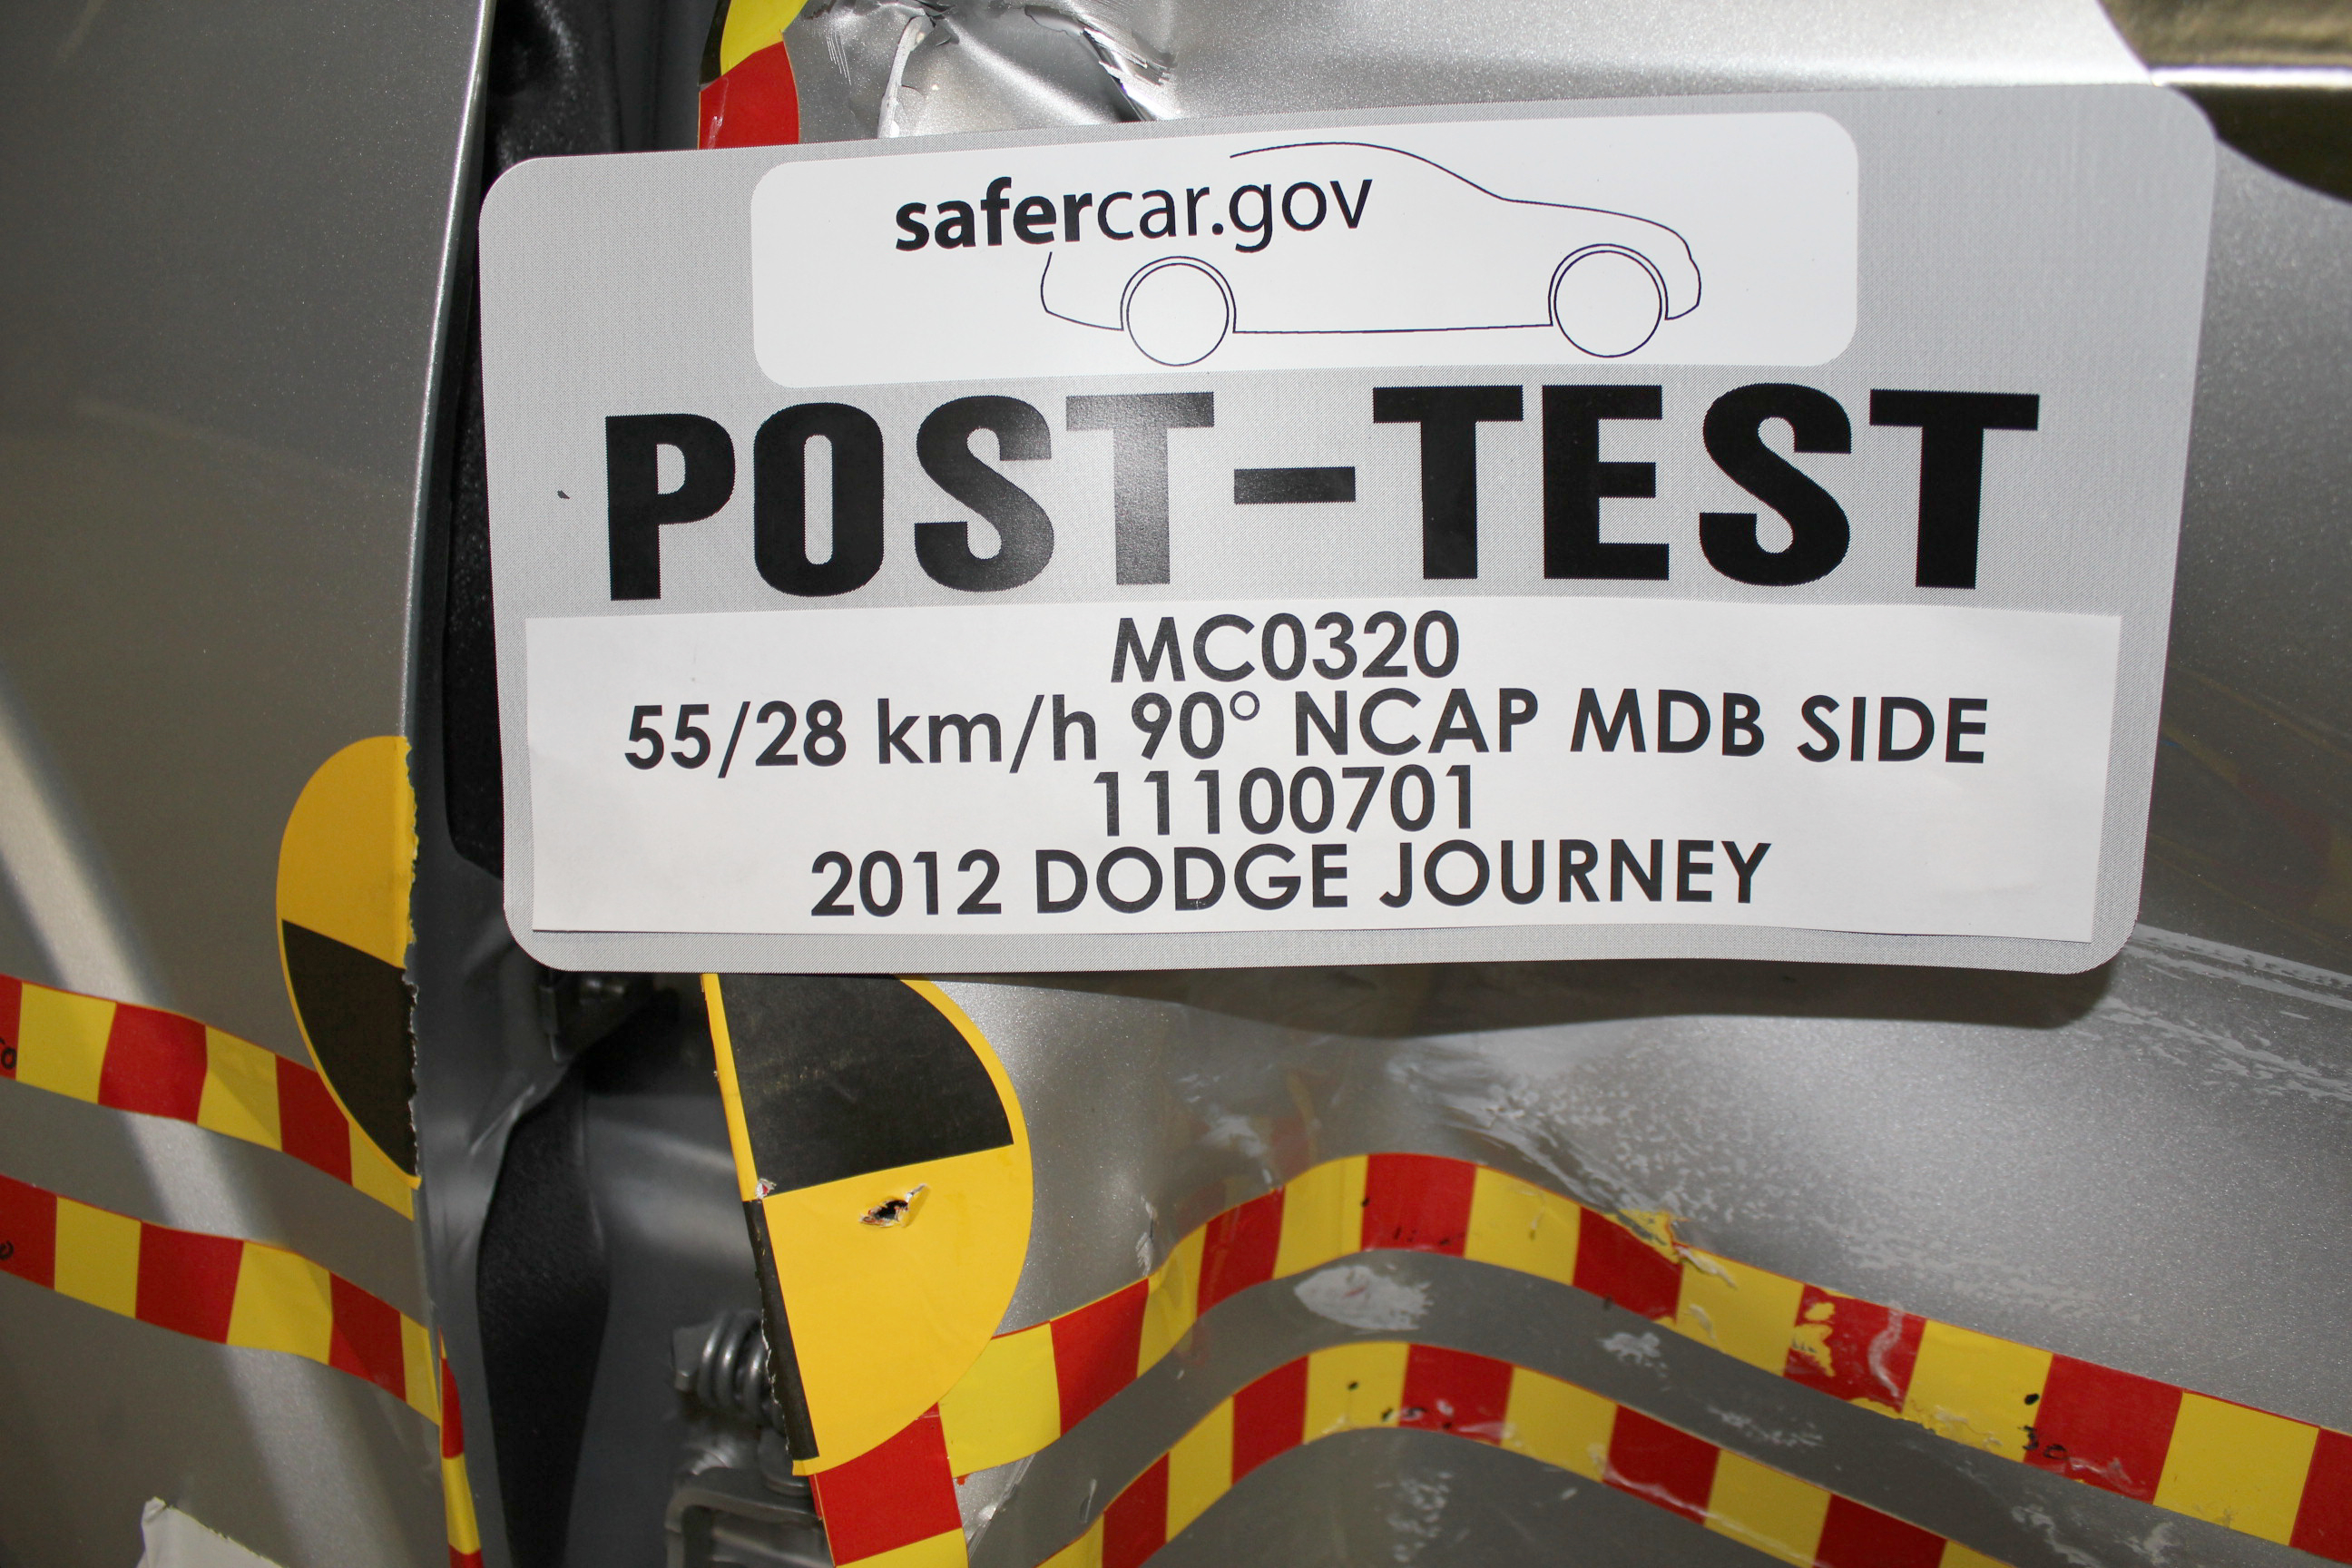 safercar.gov
POST-TEST
MC0320
55/28 km/h 90° NCAP MDB SIDE
11100701
2012 DODGE JOURNEY